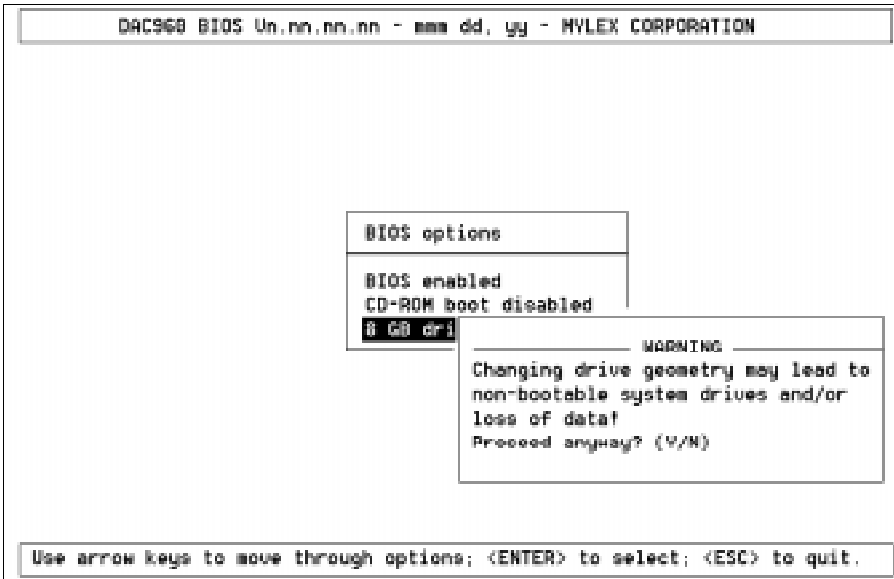 DAC960 BIOS Vn.nn.nn.nn - mmm dd, yy - MYLEX CORPORATION
BIOS options
BIOS enabled
CD-ROM boot disabled
8 GB dri
WARNING
Changing drive geometry may lead to
non-bootable system drives and/or
loss of data!
Proceed anyway? (Y/N)
Use arrow keys to move through options; <ENTER> to select; <ESC> to quit.